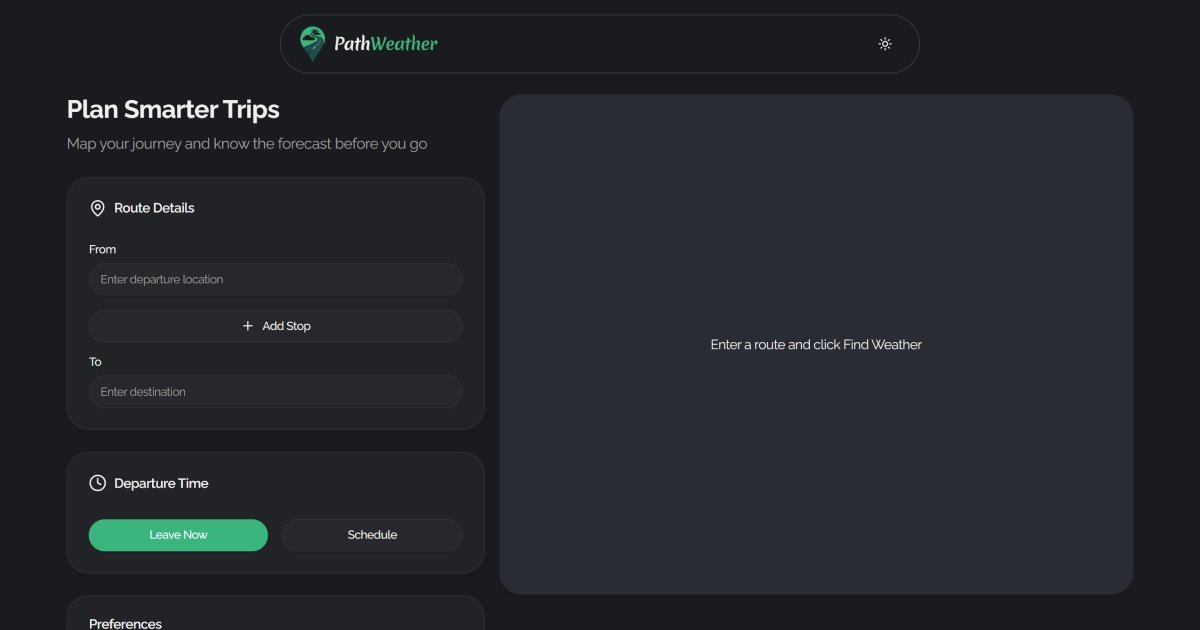 PathWeather
Plan Smarter Trips
Map your journey and know the forecast before you go
Route Details
From
Enter departure location
Add Stop
To
Enter destination
Departure Time
Leave Now
Schedule
Preferences
Enter a route and click Find Weather